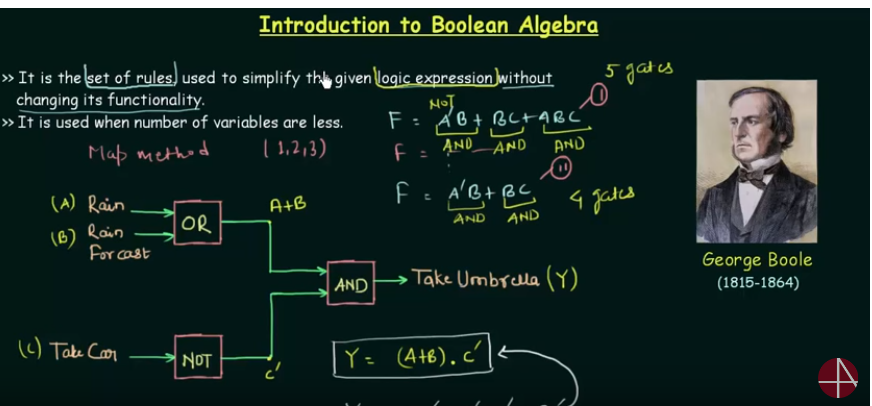 Introduction to Boolean Algebra
>> It is the set of rules, used to simplify the given logic expression without
changing its functionality.
>> It is used when number of variables are less.
Map method (1,2,3)
5 gates
NOT
F = A'B + BC + ABC I
F = AND AND AND
F = A'B + BC II
AND AND
4 gates
(A) Rain
(B) Rain
Forcast
OR
A+B
AND
Take Umbrella (Y)
(C) Take Car
NOT
C'
Y = (A+B) . C'
George Boole
(1815-1864)